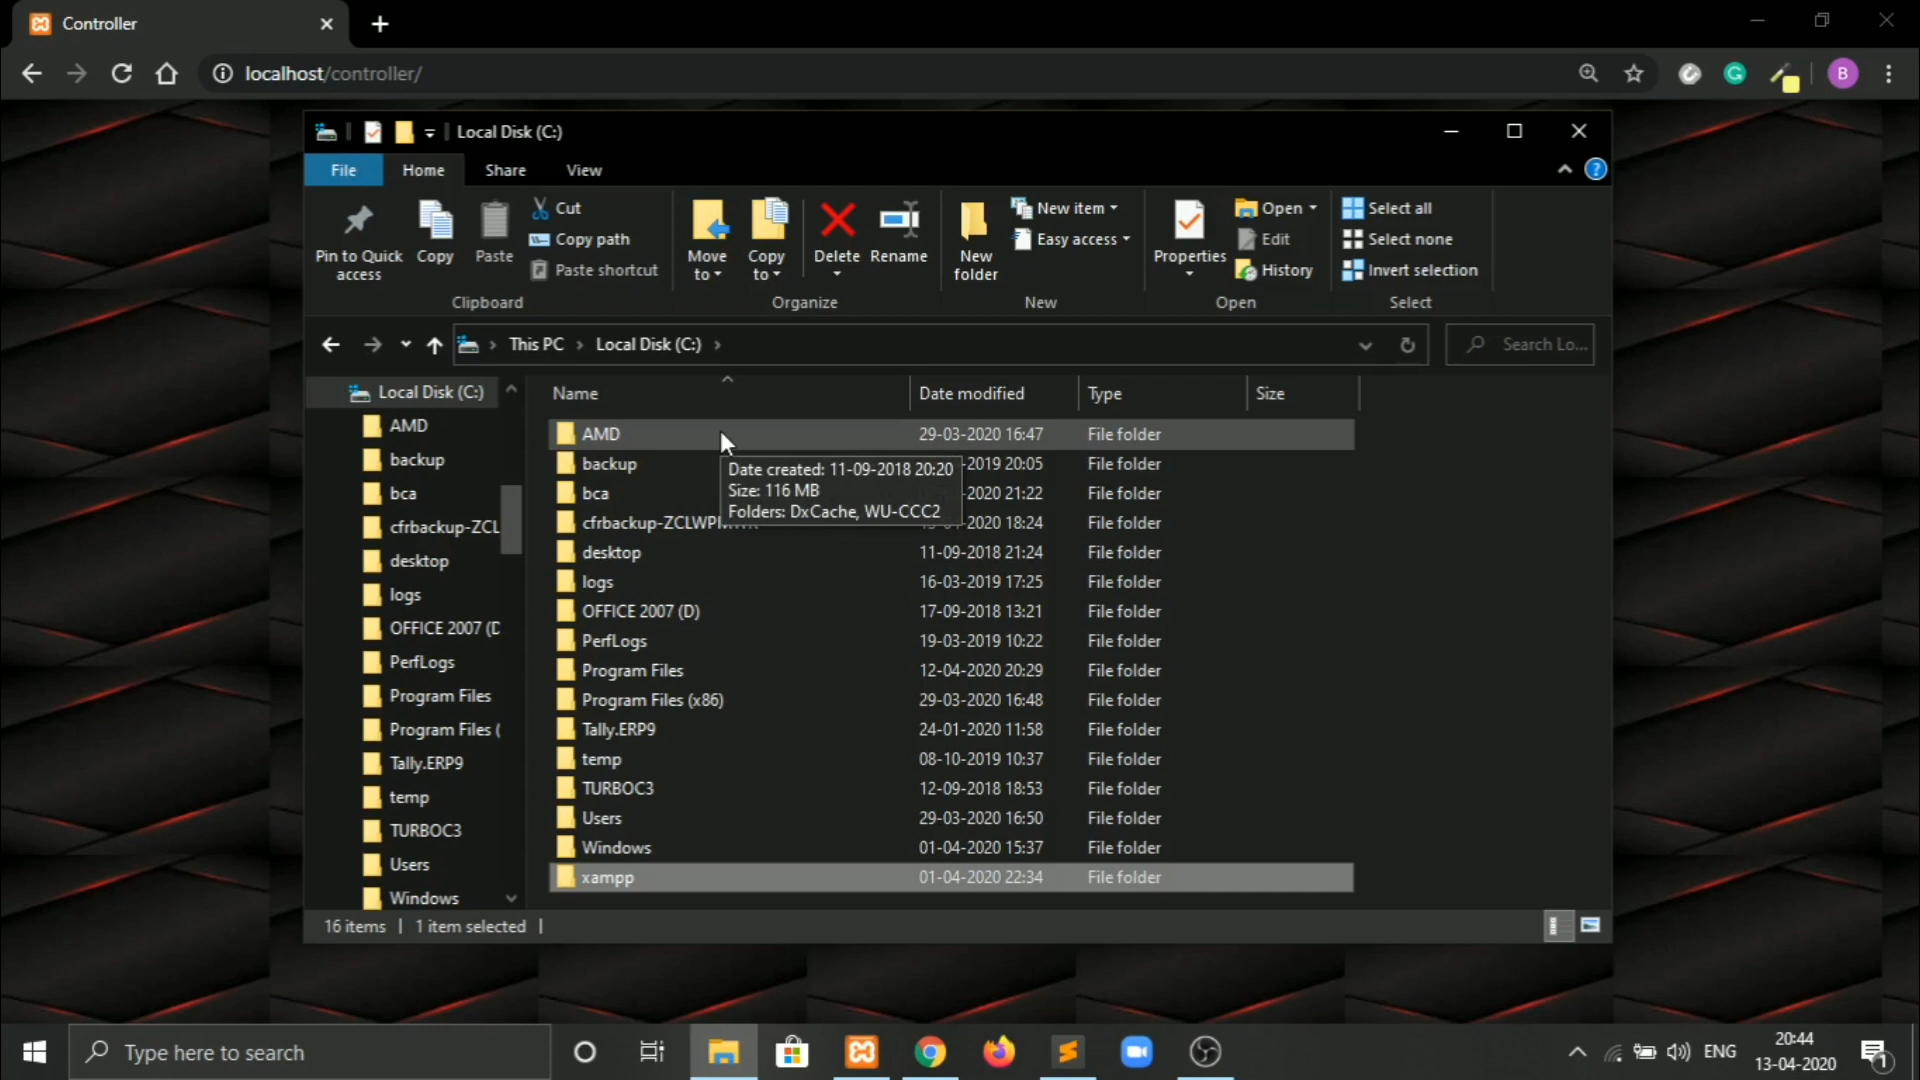 Controller
localhost/controller/
B
Local Disk (C:)
File
Home
Share
View
Pin to Quick access
Copy
Paste
Cut
Copy path
Paste shortcut
Clipboard
Move to
Copy to
Delete
Rename
Organize
New folder
New item
Easy access
New
Properties
Open
Edit
History
Open
Select all
Select none
Invert selection
Select
This PC
Local Disk (C:)
Search Lo...
Local Disk (C:)
AMD
backup
bca
cfrbackup-ZCL
desktop
logs
OFFICE 2007 (D
PerfLogs
Program Files
Program Files (
Tally.ERP9
temp
TURBOC3
Users
Windows
Name Date modified Type Size
AMD 29-03-2020 16:47 File folder
backup -2019 20:05 File folder
bca -2020 21:22 File folder
-2020 18:24 File folder
desktop 11-09-2018 21:24 File folder
logs 16-03-2019 17:25 File folder
OFFICE 2007 (D) 17-09-2018 13:21 File folder
PerfLogs 19-03-2019 10:22 File folder
Program Files 12-04-2020 20:29 File folder
Program Files (x86) 29-03-2020 16:48 File folder
Tally.ERP9 24-01-2020 11:58 File folder
temp 08-10-2019 10:37 File folder
TURBOC3 12-09-2018 18:53 File folder
Users 29-03-2020 16:50 File folder
Windows 01-04-2020 15:37 File folder
xampp 01-04-2020 22:34 File folder
Date created: 11-09-2018 20:20
Size: 116 MB
Folders: DxCache, WU-CCC2
16 items
1 item selected
Type here to search
ENG
20:44
13-04-2020
1